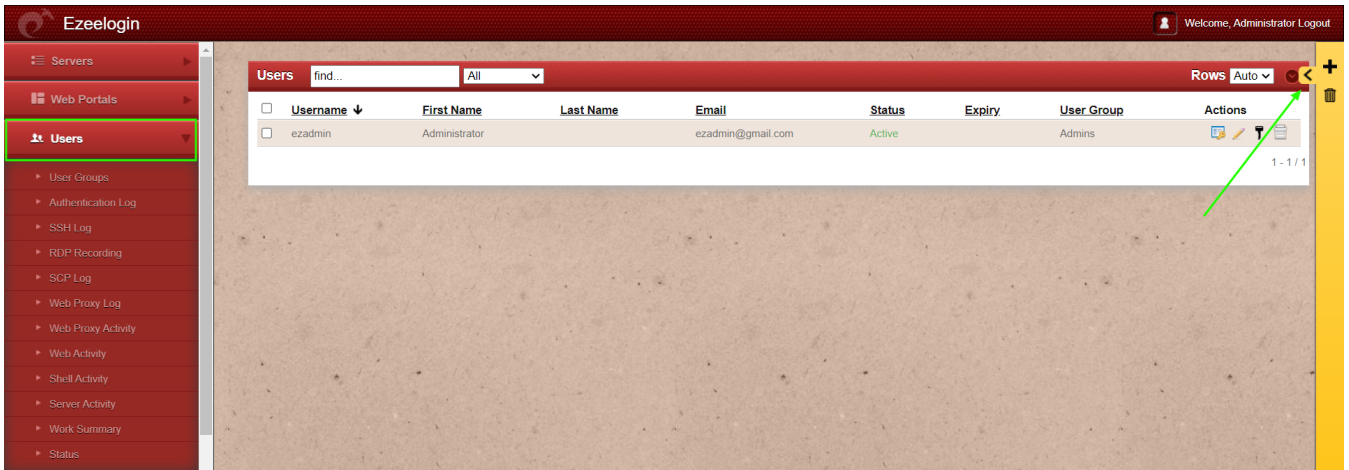 Ezeelogin
Welcome, Administrator Logout
Servers
Web Portals
Users
User Groups
Authentication Log
SSH Log
RDP Recording
SCP Log
Web Proxy Log
Web Proxy Activity
Web Activity
Shell Activity
Server Activity
Work Summary
Status
Users find... All Rows Auto
Username First Name Last Name Email Status Expiry User Group Actions
ezadmin Administrator ezadmin@gmail.com Active Admins
1 - 1 / 1